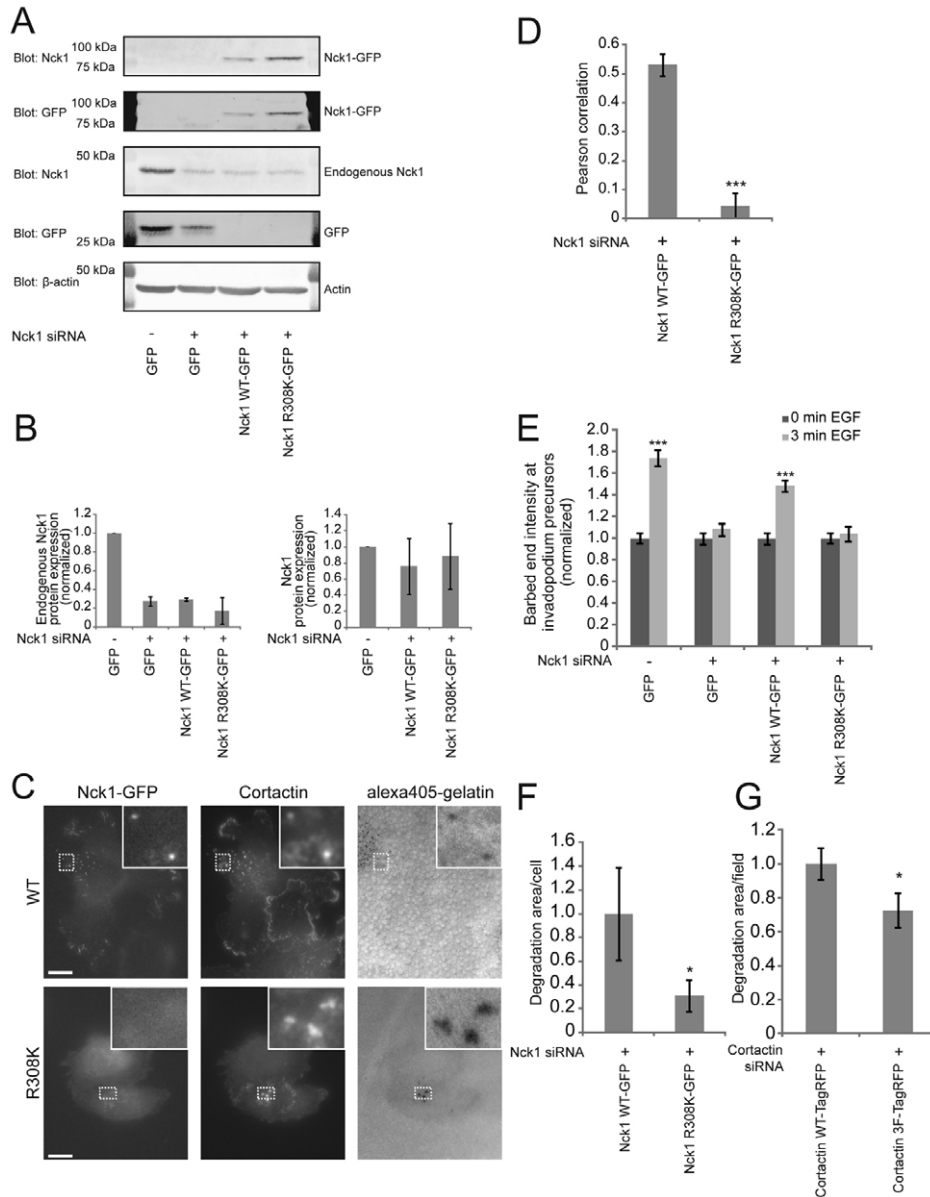 A
Blot: Nck1
100 kDa
75 kDa
Nck1-GFP
Blot: GFP
100 kDa
75 kDa
Nck1-GFP
Blot: Nck1
50 kDa
Endogenous Nck1
Blot: GFP
25 kDa
GFP
Blot: β-actin
50 kDa
Actin
Nck1 siRNA - + + +
GFP
GFP
Nck1 WT-GFP
Nck1 R308K-GFP
B
Endogenous Nck1
protein expression
(normalized)
1.2
1.0
0.8
0.6
0.4
0.2
0
Nck1 siRNA - + + +
GFP
GFP
Nck1 WT-GFP
Nck1 R308K-GFP
Nck1
protein expression
(normalized)
1.4
1.2
1.0
0.8
0.6
0.4
0.2
0
Nck1 siRNA - + +
GFP
Nck1 WT-GFP
Nck1 R308K-GFP
C
Nck1-GFP
Cortactin
alexa405-gelatin
WT
R308K
D
Pearson correlation
0.6
0.5
0.4
0.3
0.2
0.1
0
***
Nck1 siRNA + +
Nck1 WT-GFP
Nck1 R308K-GFP
E
0 min EGF
3 min EGF
Barbed end intensity at
invadopodium precursors
(normalized)
2.0
1.8
1.6
1.4
1.2
1.0
0.8
0.6
0.4
0.2
0
***
***
Nck1 siRNA - + + +
GFP
GFP
Nck1 WT-GFP
Nck1 R308K-GFP
F
Degradation area/cell
1.6
1.4
1.2
1.0
0.8
0.6
0.4
0.2
0
*
Nck1 siRNA + +
Nck1 WT-GFP
Nck1 R308K-GFP
G
Degradation area/field
1.2
1.0
0.8
0.6
0.4
0.2
0
*
Cortactin
siRNA + +
Cortactin WT-TagRFP
Cortactin 3F-TagRFP